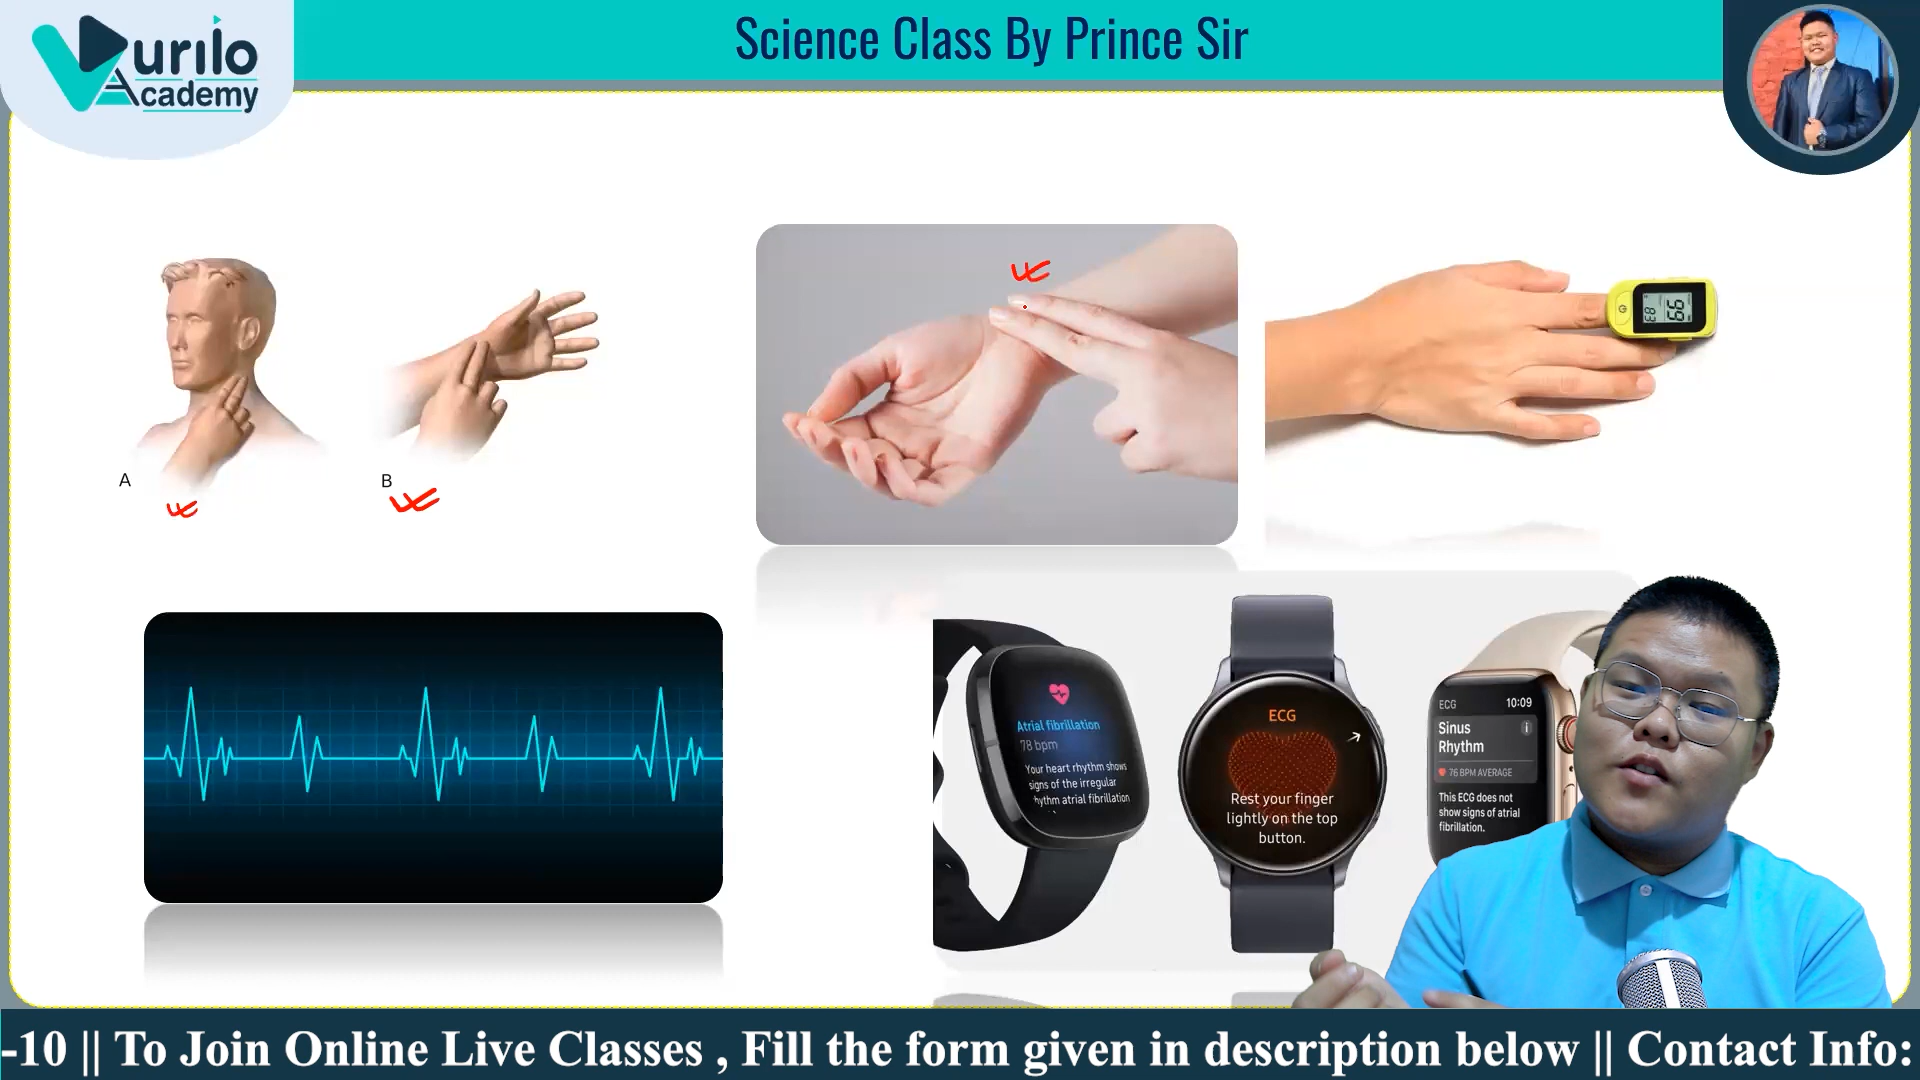 Vurilo
Academy
Science Class By Prince Sir
A
B
99
83
Atrial fibrillation
78 bpm
Your heart rhythm shows
signs of the irregular
rhythm atrial fibrillation
ECG
Rest your finger
lightly on the top
button.
ECG 10:09
Sinus
Rhythm
76 BPM AVERAGE
This ECG does not
show signs of atrial
fibrillation.
-10 || To Join Online Live Classes , Fill the form given in description below || Contact Info: